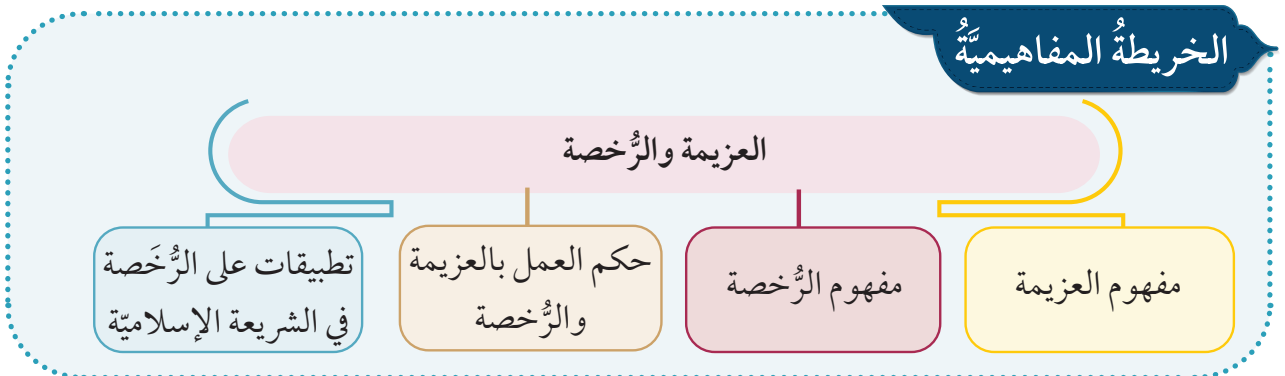 الخريطةُ المفاهيميَّةُ
العزيمة والرُّخصة
مفهوم العزيمة
مفهوم الرُّخصة
حكم العمل بالعزيمة
والرُّخصة
تطبيقات على الرُّخَصة
في الشريعة الإسلاميّة